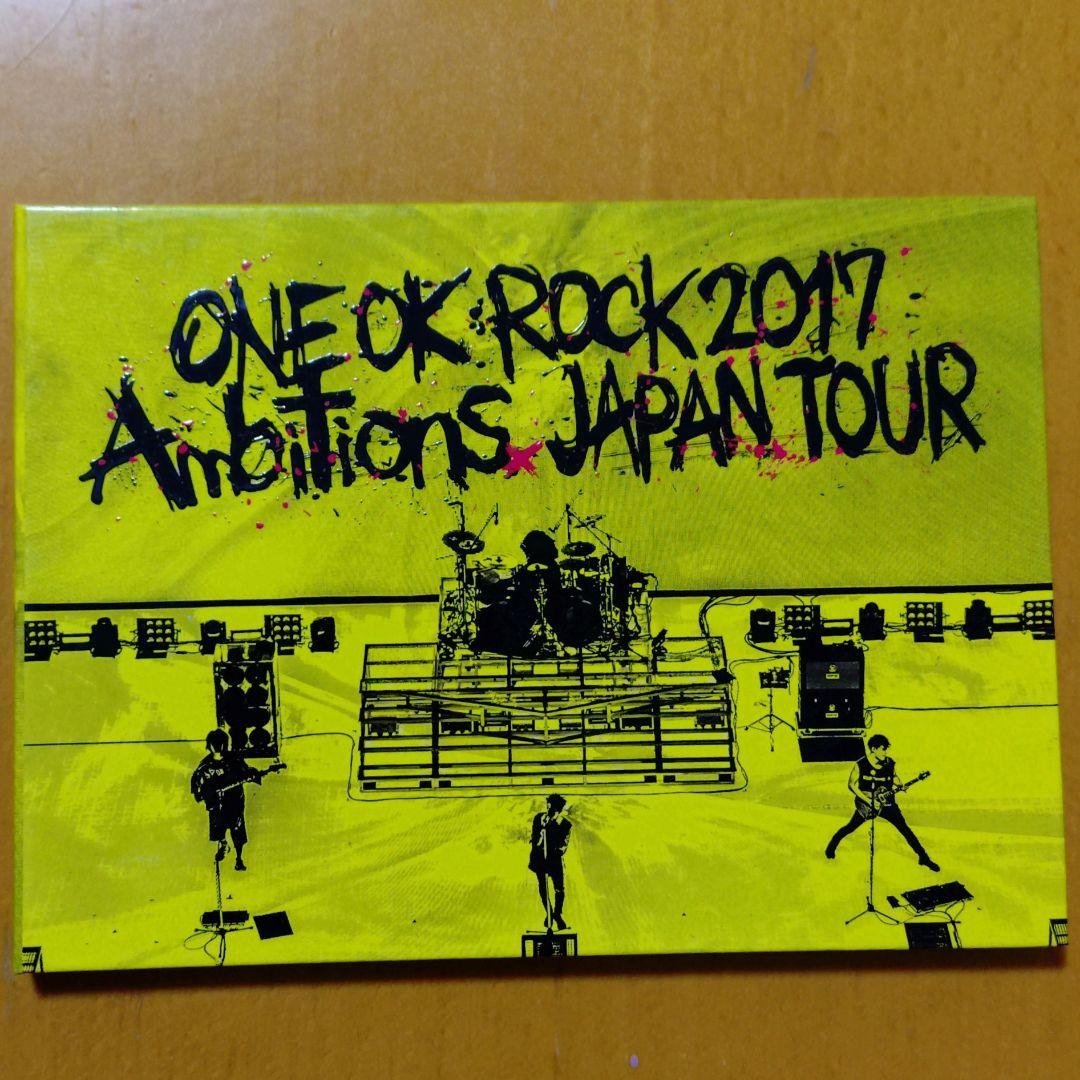 ONE OK ROCK 2017
AmbiTions x JAPAN TOUR